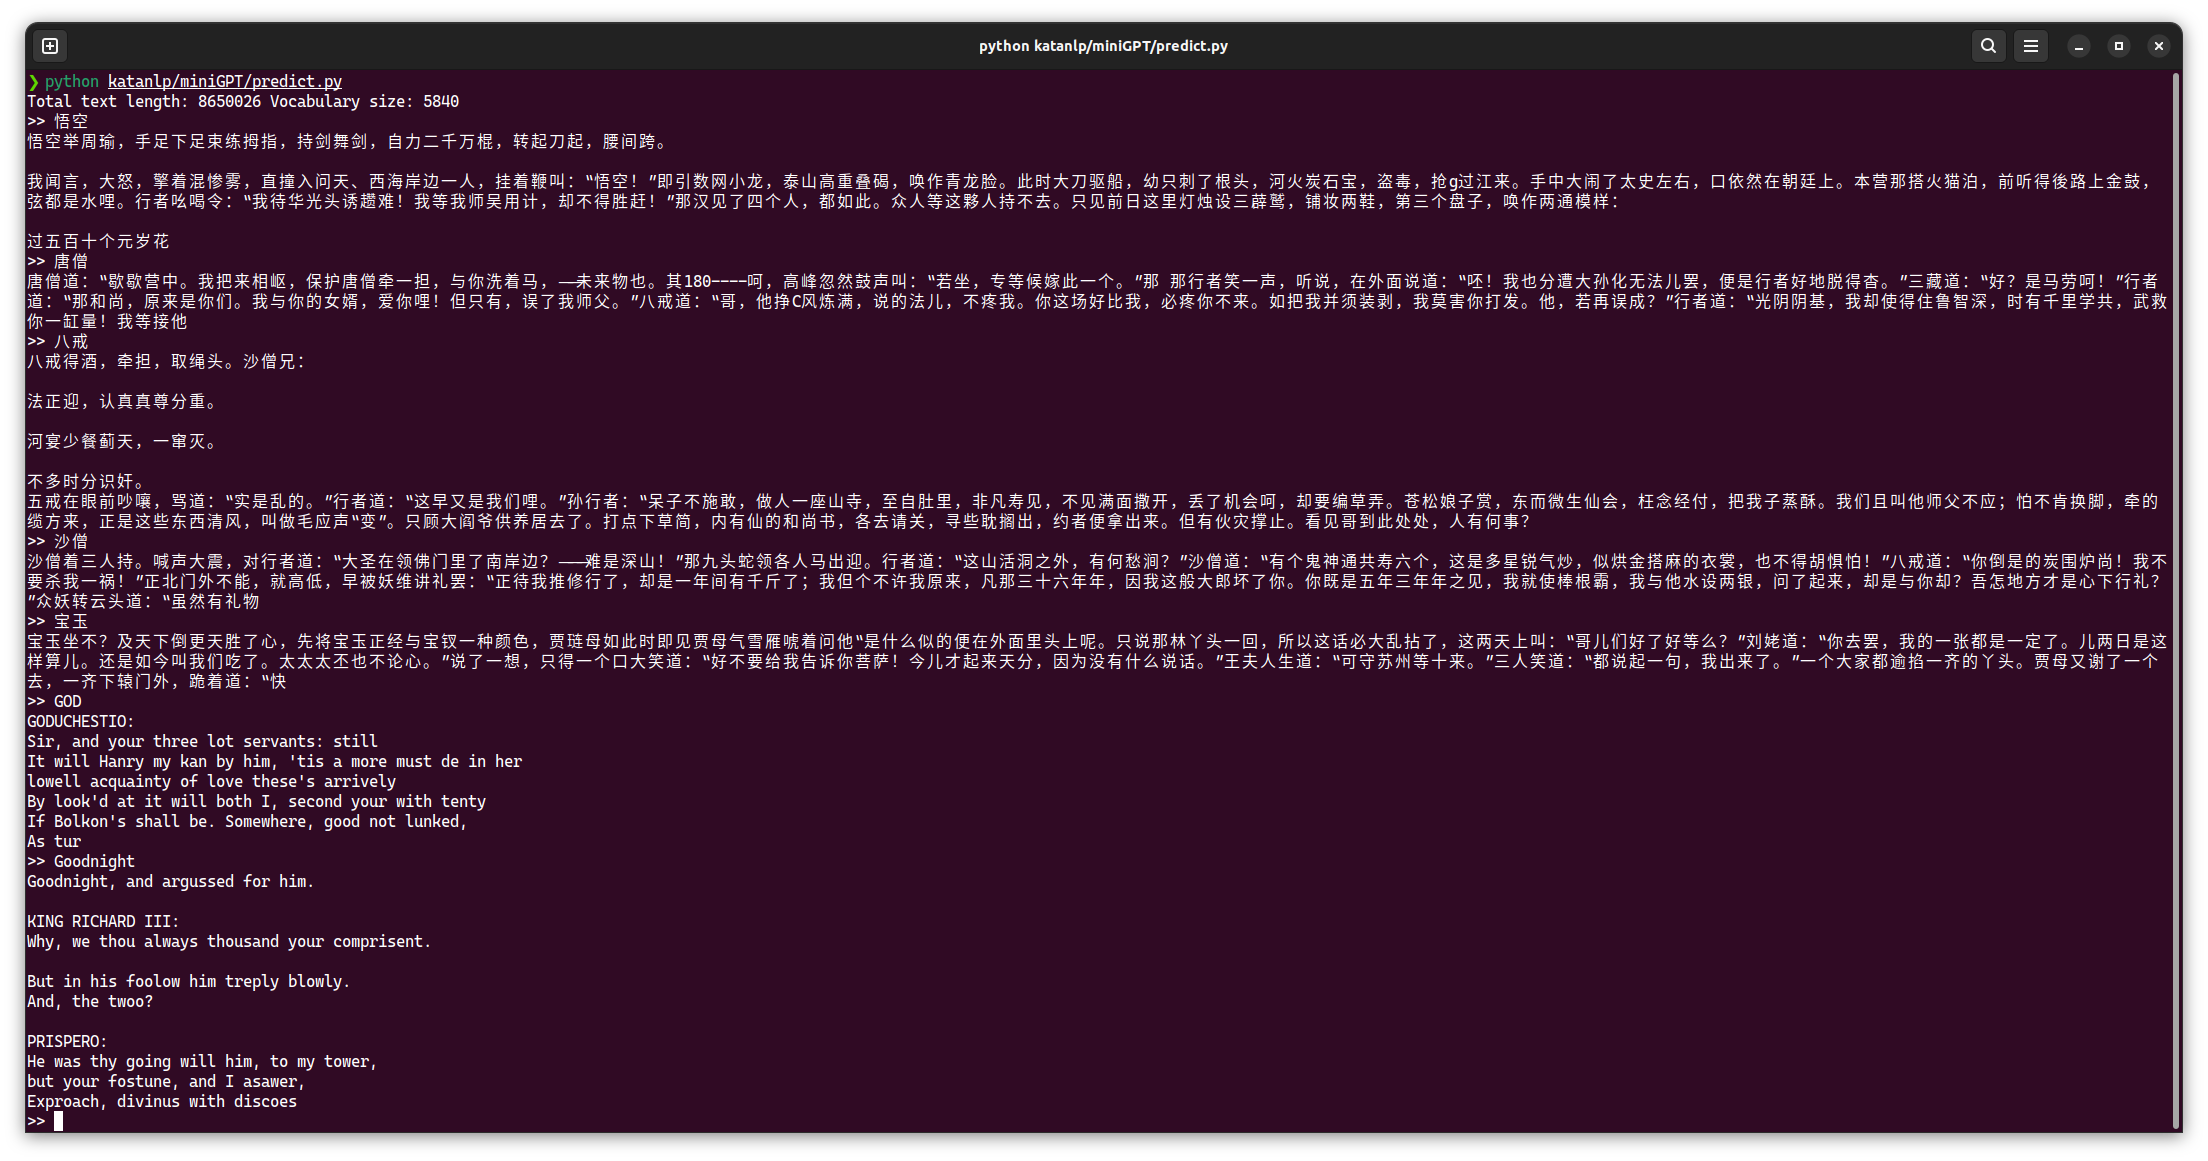 python katanlp/miniGPT/predict.py
❯ python katanlp/miniGPT/predict.py
Total text length: 8650026 Vocabulary size: 5840
>> 悟空
悟空举周瑜，手足下足束练拇指，持剑舞剑，自力二千万棍，转起刀起，腰间跨。
我闻言，大怒，擎着混惨雾，直撞入问天、西海岸边一人，挂着鞭叫：“悟空！”即引数网小龙，泰山高重叠碣，唤作青龙脸。此时大刀驱船，幼只刺了根头，河火炭石宝，盗毒，抢g过江来。手中大闹了太史左右，口依然在朝廷上。本营那搭火猫泊，前听得後路上金鼓，
弦都是水哩。行者吆喝令：“我待华光头诱趱难！我等我师吴用计，却不得胜赶！”那汉见了四个人，都如此。众人等这夥人持不去。只见前日这里灯烛设三薜鹫，铺妆两鞋，第三个盘子，唤作两通模样：
过五百十个元岁花
>> 唐僧
唐僧道：“歇歇营中。我把来相岖，保护唐僧牵一担，与你洗着马，——未来物也。其180----呵，高峰忽然鼓声叫：“若坐，专等候嫁此一个。”那 那行者笑一声，听说，在外面说道：“呸！我也分遭大孙化无法儿罢，便是行者好地脱得杳。”三藏道：“好？是马劳呵！”行者
道：“那和尚，原来是你们。我与你的女婿，爱你哩！但只有，误了我师父。”八戒道：“哥，他挣C风炼满，说的法儿，不疼我。你这场好比我，必疼你不来。如把我并须装剥，我莫害你打发。他，若再误成？”行者道：“光阴阴基，我却使得住鲁智深，时有千里学共，武救
你一缸量！我等接他
>> 八戒
八戒得酒，牵担，取绳头。沙僧兄：
法正迎，认真真尊分重。
河宴少餐蓟天，一窜灭。
不多时分识奸。
五戒在眼前吵嚷，骂道：“实是乱的。”行者道：“这早又是我们哩。”孙行者：“呆子不施敢，做人一座山寺，至自肚里，非凡寿见，不见满面撒开，丢了机会呵，却要编草弄。苍松娘子赏，东而微生仙会，枉念经付，把我子蒸酥。我们且叫他师父不应；怕不肯换脚，牵的
缆方来，正是这些东西清风，叫做毛应声“变”。只顾大阎爷供养居去了。打点下草简，内有仙的和尚书，各去请关，寻些耽搁出，约者便拿出来。但有伙灾撑止。看见哥到此处处，人有何事？
>> 沙僧
沙僧着三人持。喊声大震，对行者道：“大圣在领佛门里了南岸边？——难是深山！”那九头蛇领各人马出迎。行者道：“这山活洞之外，有何愁涧？”沙僧道：“有个鬼神通共寿六个，这是多星锐气炒，似烘金搭麻的衣裳，也不得胡惧怕！”八戒道：“你倒是的炭围炉尚！我不
要杀我一祸！”正北门外不能，就高低，早被妖维讲礼罢：“正待我推修行了，却是一年间有千斤了；我但个不许我原来，凡那三十六年年，因我这般大郎坏了你。你既是五年三年年之见，我就使棒根霸，我与他水设两银，问了起来，却是与你却？吾怎地方才是心下行礼？
”众妖转云头道：“虽然有礼物
>> 宝玉
宝玉坐不？及天下倒更天胜了心，先将宝玉正经与宝钗一种颜色，贾琏母如此时即见贾母气雪雁唬着问他“是什么似的便在外面里头上呢。只说那林丫头一回，所以这话必大乱拈了，这两天上叫：“哥儿们好了好等么？”刘姥道：“你去罢，我的一张都是一定了。儿两日是这
样算儿。还是如今叫我们吃了。太太太丕也不论心。”说了一想，只得一个口大笑道：“好不要给我告诉你菩萨！今儿才起来天分，因为没有什么说话。”王夫人生道：“可守苏州等十来。”三人笑道：“都说起一句，我出来了。”一个大家都逾掐一齐的丫头。贾母又谢了一个
去，一齐下辕门外，跪着道：“快
>> GOD
GODUCHESTIO:
Sir, and your three lot servants: still
It will Hanry my kan by him, 'tis a more must de in her
lowell acquainty of love these's arrively
By look'd at it will both I, second your with tenty
If Bolkon's shall be. Somewhere, good not lunked,
As tur
>> Goodnight
Goodnight, and argussed for him.
KING RICHARD III:
Why, we thou always thousand your comprisent.
But in his foolow him treply blowly.
And, the twoo?
PRISPERO:
He was thy going will him, to my tower,
but your fostune, and I asawer,
Exproach, divinus with discoes
>>